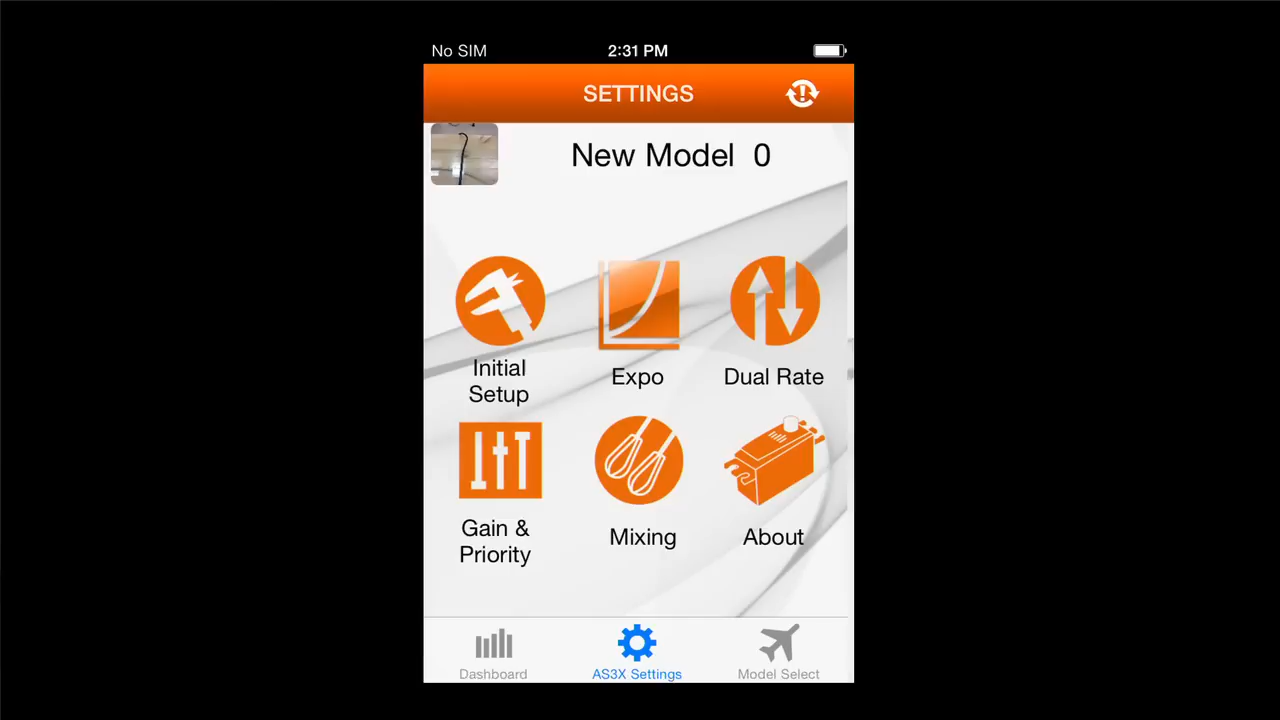 No SIM
2:31 PM
SETTINGS
New Model 0
Initial
Setup
Expo
Dual Rate
Gain &
Priority
Mixing
About
Dashboard
AS3X Settings
Model Select